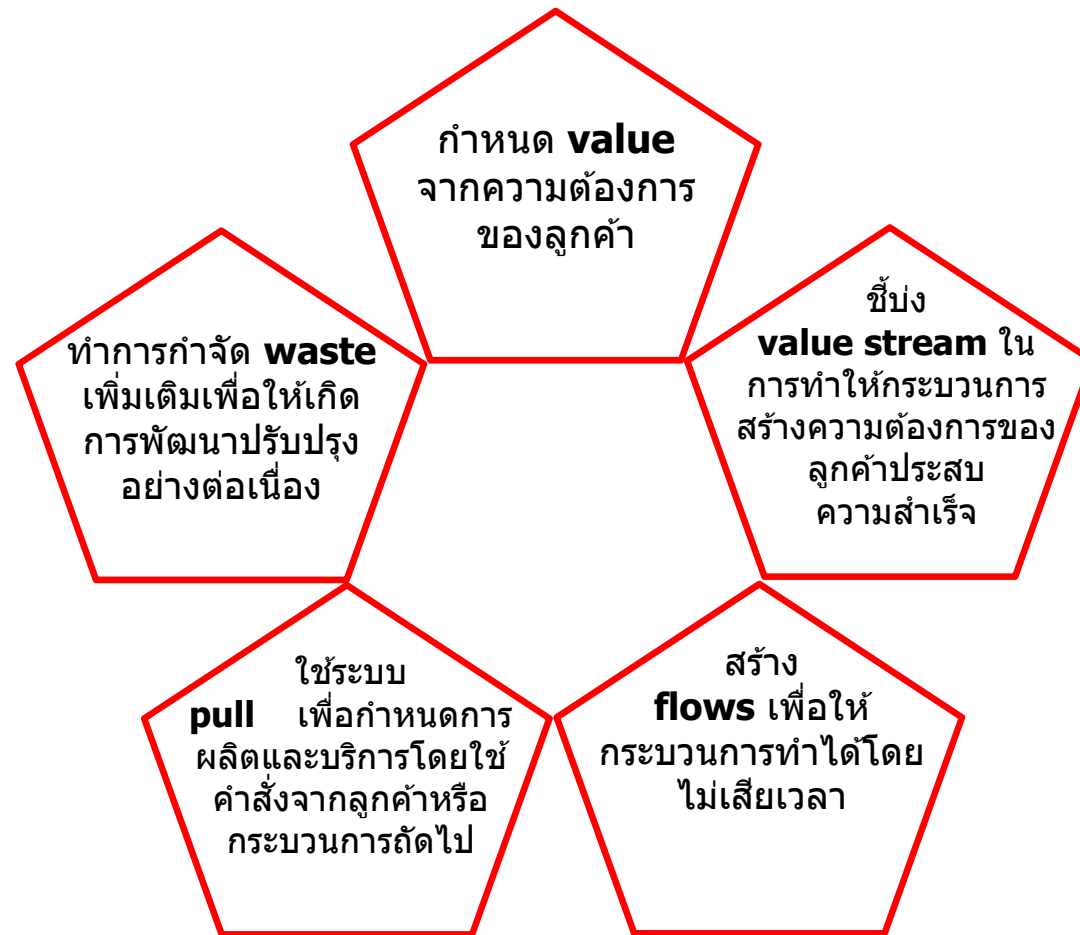 กำหนด value
จากความต้องการ
ของลูกค้า
ชี้บ่ง
value stream ใน
การทำให้กระบวนการ
สร้างความต้องการของ
ลูกค้าประสบ
ความสำเร็จ
สร้าง
flows เพื่อให้
กระบวนการทำได้โดย
ไม่เสียเวลา
ใช้ระบบ
pull เพื่อกำหนดการ
ผลิตและบริการโดยใช้
คำสั่งจากลูกค้าหรือ
กระบวนการถัดไป
ทำการกำจัด waste
เพิ่มเติมเพื่อให้เกิด
การพัฒนาปรับปรุง
อย่างต่อเนื่อง